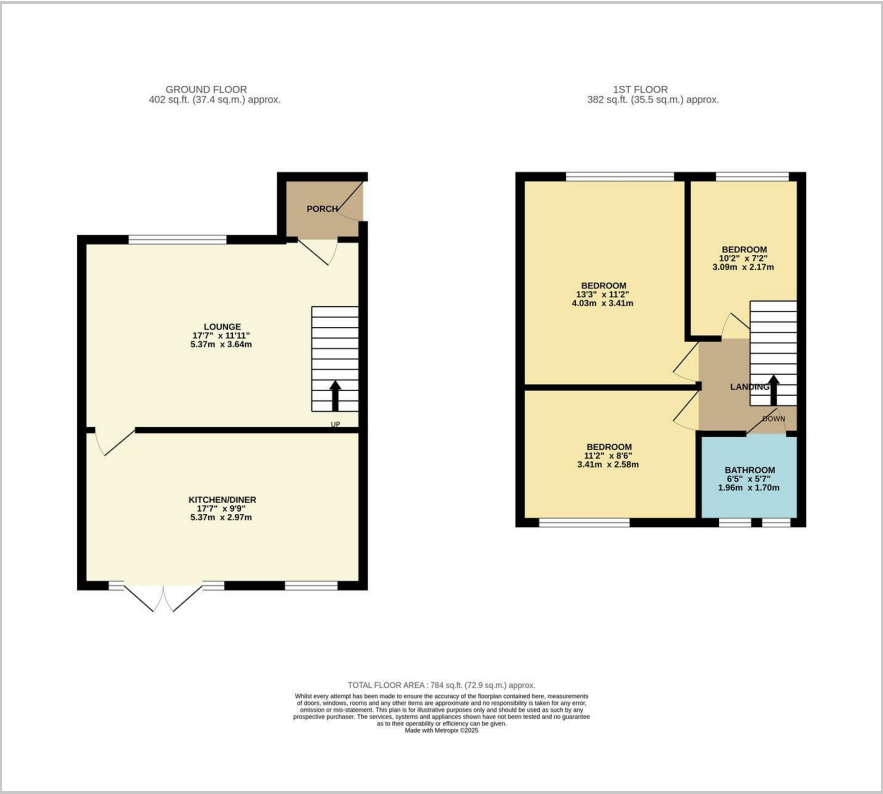 GROUND FLOOR
402 sq.ft. (37.4 sq.m.) approx.
1ST FLOOR
382 sq.ft. (35.5 sq.m.) approx.
PORCH
LOUNGE
17'7" x 11'11"
5.37m x 3.64m
UP
KITCHEN/DINER
17'7" x 9'9"
5.37m x 2.97m
BEDROOM
10'2" x 7'2"
3.09m x 2.17m
BEDROOM
13'3" x 11'2"
4.03m x 3.41m
LANDING
DOWN
BEDROOM
11'2" x 8'6"
3.41m x 2.58m
BATHROOM
6'5" x 5'7"
1.96m x 1.70m
TOTAL FLOOR AREA : 784 sq.ft. (72.9 sq.m.) approx.
Whilst every attempt has been made to ensure the accuracy of the floorplan contained here, measurements
of doors, windows, rooms and any other items are approximate and no responsibility is taken for any error,
omission or mis-statement. This plan is for illustrative purposes only and should be used as such by any
prospective purchaser. The services, systems and appliances shown have not been tested and no guarantee
as to their operability or efficiency can be given.
Made with Metropix ©2025